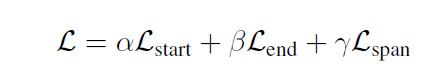 ℒ = αℒ_start + βℒ_end + γℒ_span